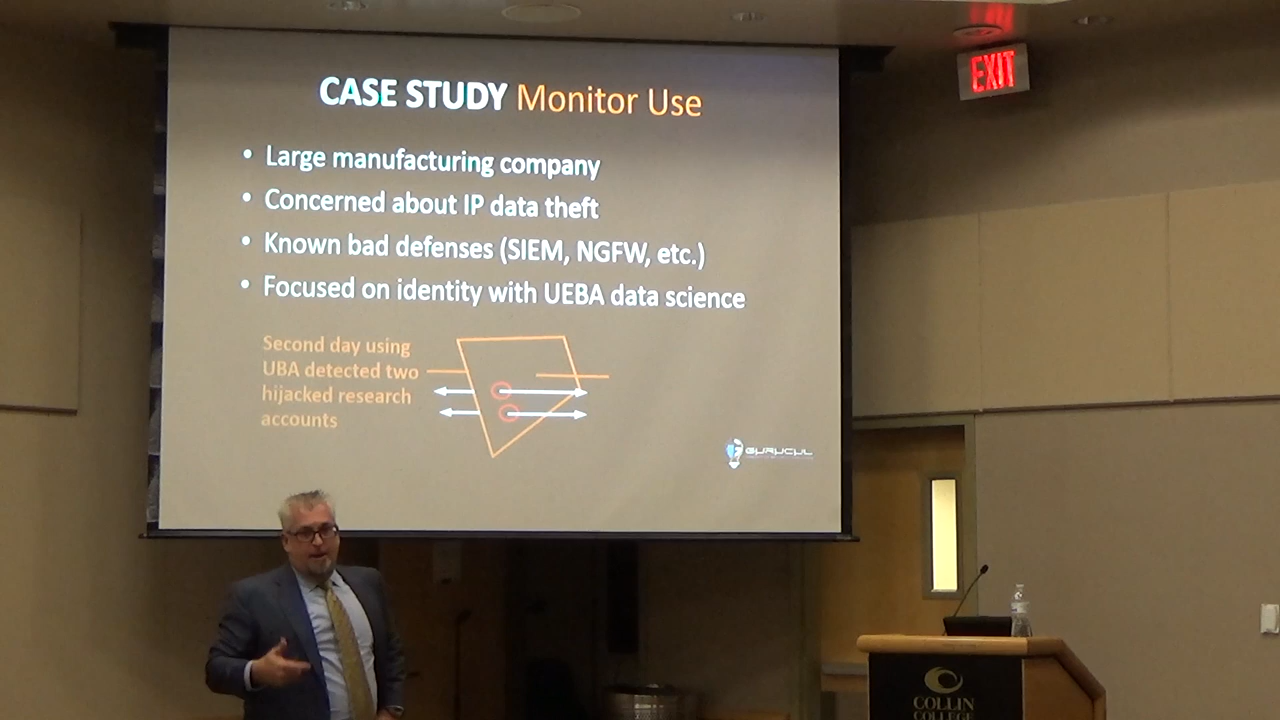 CASE STUDY Monitor Use
• Large manufacturing company
• Concerned about IP data theft
• Known bad defenses (SIEM, NGFW, etc.)
• Focused on identity with UEBA data science
Second day using
UBA detected two
hijacked research
accounts
GURUCUL
EXIT
COLLIN
COLLEGE